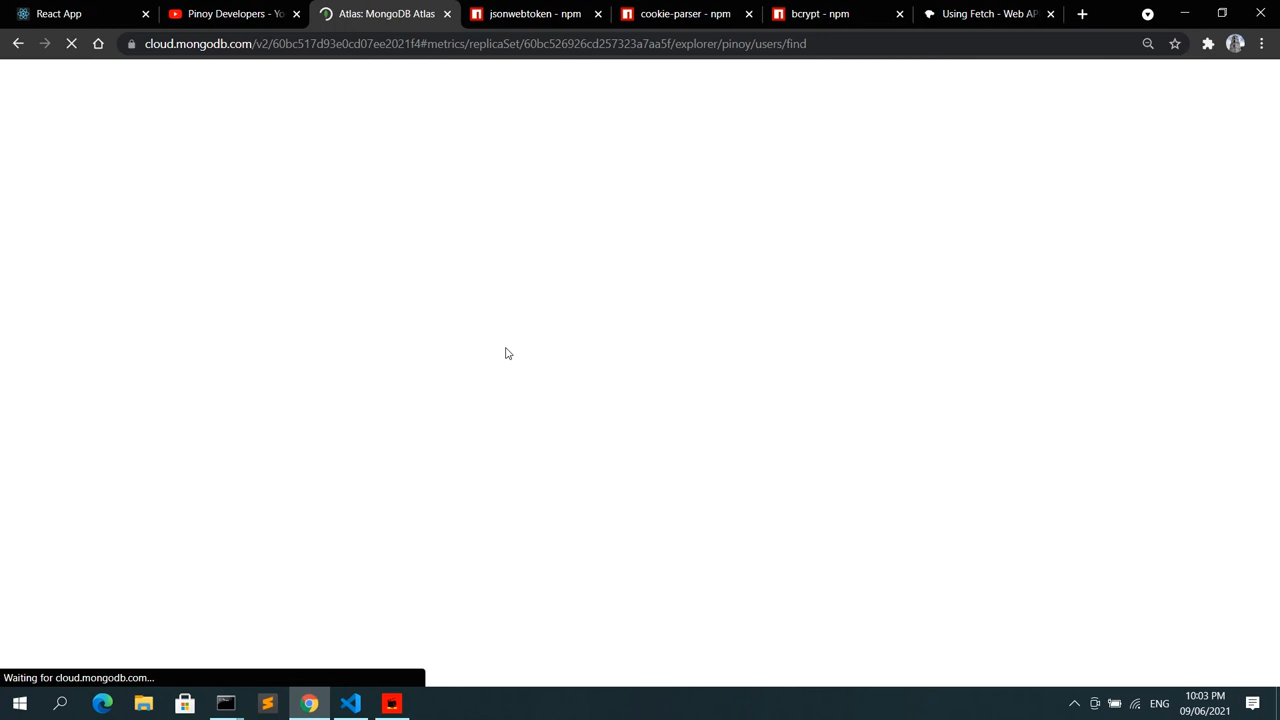 React App
Pinoy Developers - Yo
Atlas: MongoDB Atlas
jsonwebtoken - npm
cookie-parser - npm
bcrypt - npm
Using Fetch - Web API
cloud.mongodb.com/v2/60bc517d93e0cd07ee2021f4#metrics/replicaSet/60bc526926cd257323a7aa5f/explorer/pinoy/users/find
Waiting for cloud.mongodb.com...
ENG
10:03 PM
09/06/2021